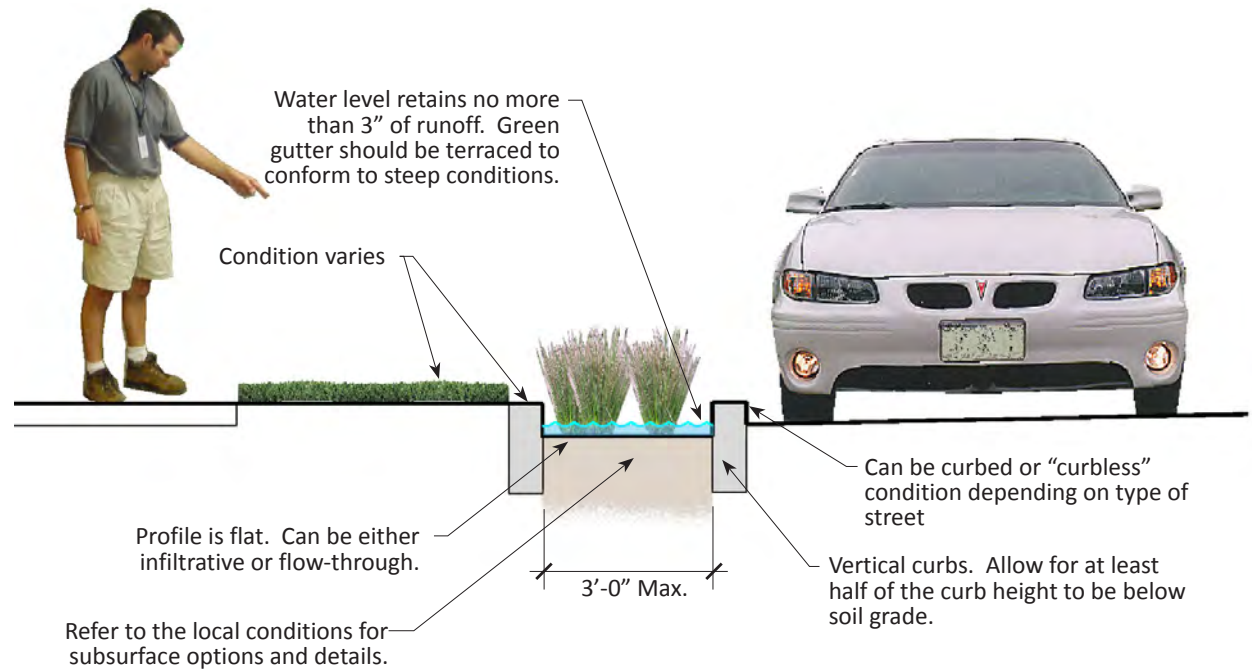 Water level retains no more
than 3” of runoff.  Green
gutter should be terraced to
conform to steep conditions.
Condition varies
Profile is flat.  Can be either
infiltrative or flow-through.
3’-0” Max.
Refer to the local conditions for
subsurface options and details.
Can be curbed or “curbless”
condition depending on type of
street
Vertical curbs.  Allow for at least
half of the curb height to be below
soil grade.